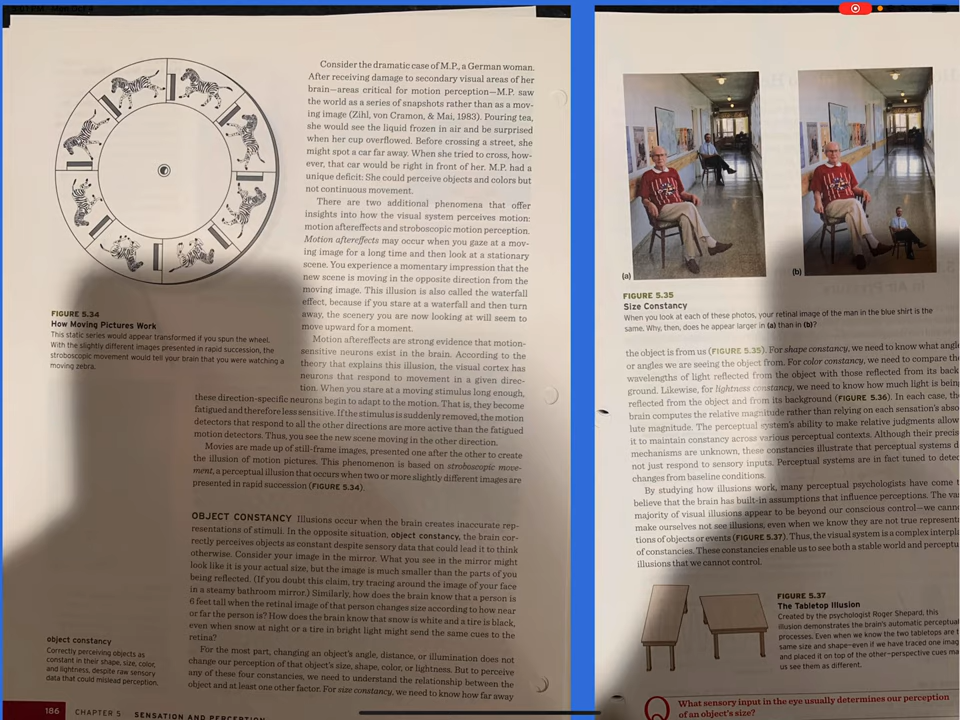 Consider the dramatic case of M.P., a German woman.
After receiving damage to secondary visual areas of her
brain—areas critical for motion perception—M.P. saw
the world as a series of snapshots rather than as a mov-
ing image (Zihl, von Cramon, & Mai, 1983). Pouring tea,
she would see the liquid frozen in air and be surprised
when her cup overflowed. Before crossing a street, she
might spot a car far away. When she tried to cross, how-
ever, that car would be right in front of her. M.P. had a
unique deficit: She could perceive objects and colors but
not continuous movement.
There are two additional phenomena that offer
insights into how the visual system perceives motion:
motion aftereffects and stroboscopic motion perception.
Motion aftereffects may occur when you gaze at a mov-
ing image for a long time and then look at a stationary
scene. You experience a momentary impression that the
new scene is moving in the opposite direction from the
moving image. This illusion is also called the waterfall
effect, because if you stare at a waterfall and then turn
away, the scenery you are now looking at will seem to
move upward for a moment.
Motion aftereffects are strong evidence that motion-
sensitive neurons exist in the brain. According to the
theory that explains this illusion, the visual cortex has
neurons that respond to movement in a given direc-
tion. When you stare at a moving stimulus long enough,
these direction-specific neurons begin to adapt to the motion. That is, they become
fatigued and therefore less sensitive. If the stimulus is suddenly removed, the motion
detectors that respond to all the other directions are more active than the fatigued
motion detectors. Thus, you see the new scene moving in the other direction.
Movies are made up of still-frame images, presented one after the other to create
the illusion of motion pictures. This phenomenon is based on stroboscopic move-
ment, a perceptual illusion that occurs when two or more slightly different images are
presented in rapid succession (FIGURE 5.34).
FIGURE 5.34
How Moving Pictures Work
This static series would appear transformed if you spun the wheel.
With the slightly different images presented in rapid succession, the
stroboscopic movement would tell your brain that you were watching a
moving zebra.
OBJECT CONSTANCY Illusions occur when the brain creates inaccurate rep-
resentations of stimuli. In the opposite situation, object constancy, the brain cor-
rectly perceives objects as constant despite sensory data that could lead it to think
otherwise. Consider your image in the mirror. What you see in the mirror might
look like it is your actual size, but the image is much smaller than the parts of you
being reflected. (If you doubt this claim, try tracing around the image of your face
in a steamy bathroom mirror.) Similarly, how does the brain know that a person is
6 feet tall when the retinal image of that person changes size according to how near
or far the person is? How does the brain know that snow is white and a tire is black,
even when snow at night or a tire in bright light might send the same cues to the
retina?
For the most part, changing an object's angle, distance, or illumination does not
change our perception of that object's size, shape, color, or lightness. But to perceive
any of these four constancies, we need to understand the relationship between the
object and at least one other factor. For size constancy, we need to know how far away
object constancy
Correctly perceiving objects as
constant in their shape, size, color,
and lightness, despite raw sensory
data that could mislead perception.
186 CHAPTER 5 SENSATION AND PERCEPTION
(a)
(b)
FIGURE 5.35
Size Constancy
When you look at each of these photos, your retinal image of the man in the blue shirt is the
same. Why, then, does he appear larger in (a) than in (b)?
the object is from us (FIGURE 5.35). For shape constancy, we need to know what angl
or angles we are seeing the object from. For color constancy, we need to compare the
wavelengths of light reflected from the object with those reflected from its back
ground. Likewise, for lightness constancy, we need to know how much light is being
reflected from the object and from its background (FIGURE 5.36). In each case, the
brain computes the relative magnitude rather than relying on each sensation's abso
lute magnitude. The perceptual system's ability to make relative judgments allow
it to maintain constancy across various perceptual contexts. Although their precis
mechanisms are unknown, these constancies illustrate that perceptual systems d
not just respond to sensory inputs. Perceptual systems are in fact tuned to detec
changes from baseline conditions.
By studying how illusions work, many perceptual psychologists have come t
believe that the brain has built-in assumptions that influence perceptions. The va
majority of visual illusions appear to be beyond our conscious control—we cann
make ourselves not see illusions, even when we know they are not true represent
tions of objects or events (FIGURE 5.37). Thus, the visual system is a complex interpl
of constancies. These constancies enable us to see both a stable world and perceptu
illusions that we cannot control.
FIGURE 5.37
The Tabletop Illusion
Created by the psychologist Roger Shepard, this
illusion demonstrates the brain's automatic perceptual
processes. Even when we know the two tabletops are t
same size and shape—even if we have traced one imag
and placed it on top of the other—perspective cues ma
us see them as different.
Q What sensory input in the eye usually determines our perception
of an object's size?